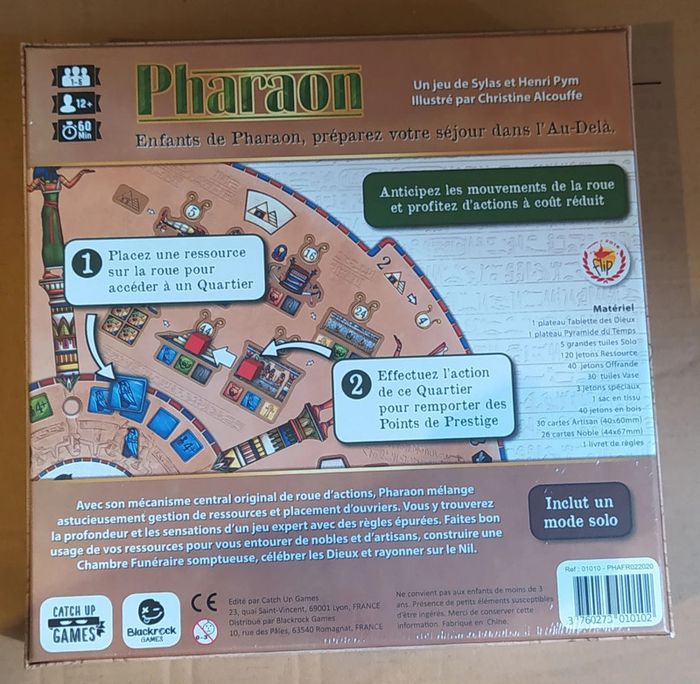 Pharaon
Un jeu de Sylas et Henri Pym
Illustré par Christine Alcouffe
12+
60
Min
Enfants de Pharaon, préparez votre séjour dans l'Au-Delà.
Anticipez les mouvements de la roue
et profitez d'actions à coût réduit
1
Placez une ressource
sur la roue pour
accéder à un Quartier
5
16
2
4
24
FLIP
2
Effectuez l'action
de ce Quartier
pour remporter des
Points de Prestige
Matériel
1 plateau Tablette des Dieux
1 plateau Pyramide du Temps
5 grandes tuiles Solo
120 jetons Ressource
40 jetons Offrande
30 tuiles Vase
3 jetons spéciaux
1 sac en tissu
40 jetons en bois
30 cartes Artisan (40x60mm)
26 cartes Noble (44x67mm)
1 livret de règles
Avec son mécanisme central original de roue d'actions, Pharaon mélange
astucieusement gestion de ressources et placement d'ouvriers. Vous y trouverez
la profondeur et les sensations d'un jeu expert avec des règles épurées. Faites bon
usage de vos ressources pour vous entourer de nobles et d'artisans, construire une
Chambre Funéraire somptueuse, célébrer les Dieux et rayonner sur le Nil.
Inclut un
mode solo
CATCH UP
GAMES
Blackrock
GAMES
CE
0-3
Edité par Catch Up Games
23, quai Saint-Vincent, 69001 Lyon, FRANCE
Distribué par Blackrock Games
10, rue des Pâles, 63540 Romagnat, FRANCE
Ne convient pas aux enfants de moins de 3
ans. Présence de petits éléments susceptibles
d'être ingérés. Merci de conserver cette
information. Fabriqué en Chine.
Ref : 01010 - PHAFR022020
3 760273 010102